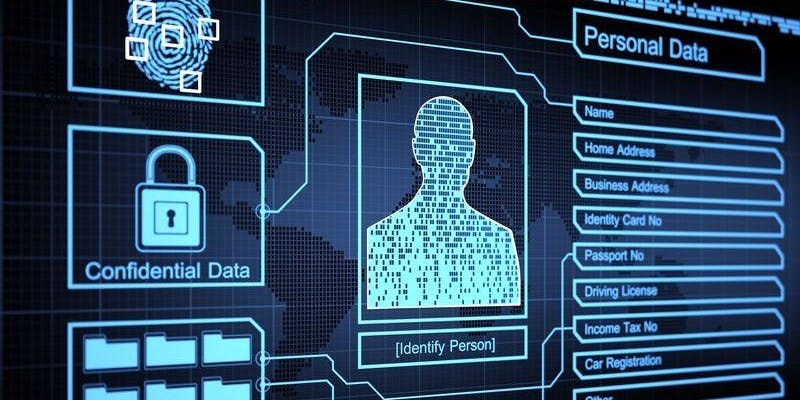 Personal Data
Name
Home Address
Business Address
Identity Card No
Passport No
Driving License
Income Tax No
Car Registration
Other
Confidential Data
[Identify Person]